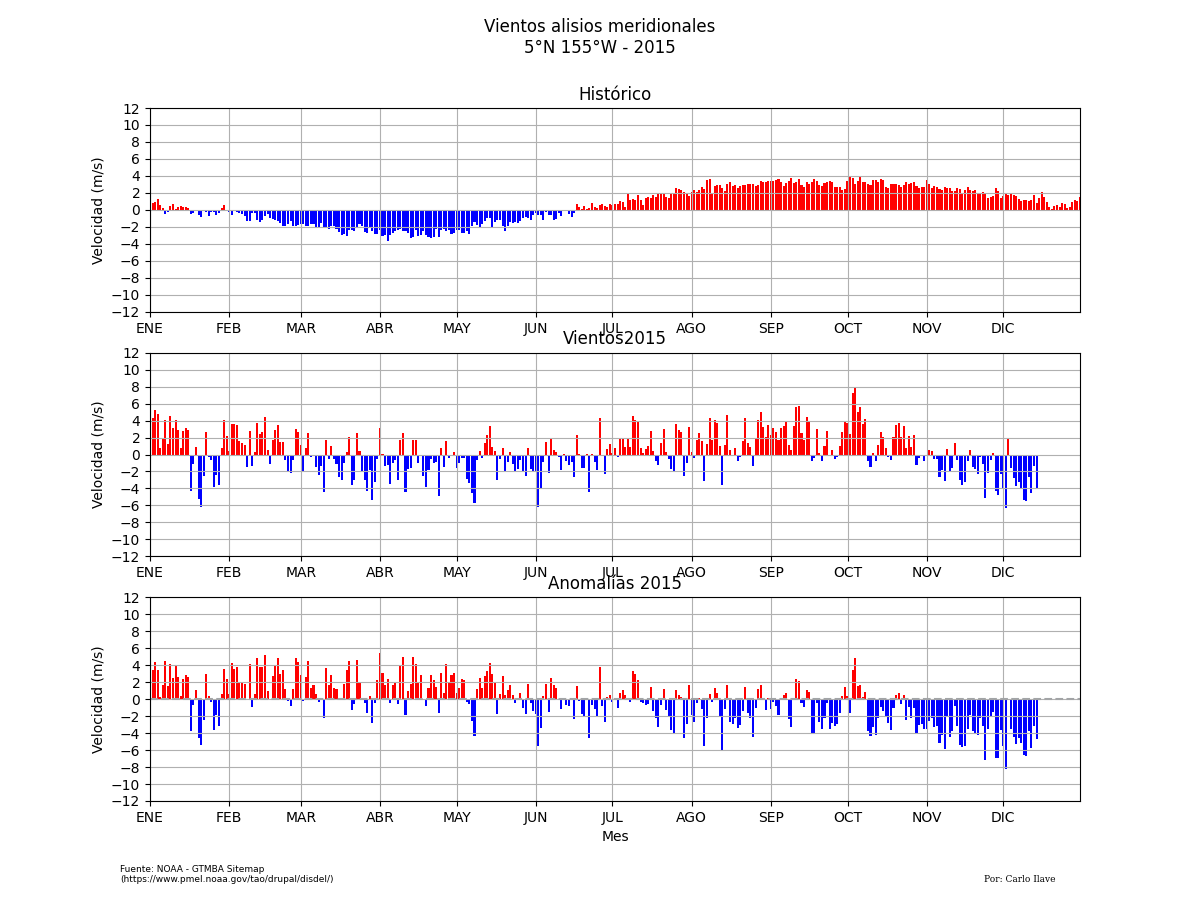 Vientos alisios meridionales
5°N 155°W - 2015
Histórico
12
10
8
6
4
2
0
−2
−4
−6
−8
−10
−12
Velocidad (m/s)
ENE FEB MAR ABR MAY JUN JUL AGO SEP OCT NOV DIC
Vientos2015
12
10
8
6
4
2
0
−2
−4
−6
−8
−10
−12
Velocidad (m/s)
ENE FEB MAR ABR MAY JUN JUL AGO SEP OCT NOV DIC
Anomalías 2015
12
10
8
6
4
2
0
−2
−4
−6
−8
−10
−12
Velocidad (m/s)
ENE FEB MAR ABR MAY JUN JUL AGO SEP OCT NOV DIC
Mes
Fuente: NOAA - GTMBA Sitemap
(https://www.pmel.noaa.gov/tao/drupal/disdel/)
Por: Carlo Ilave